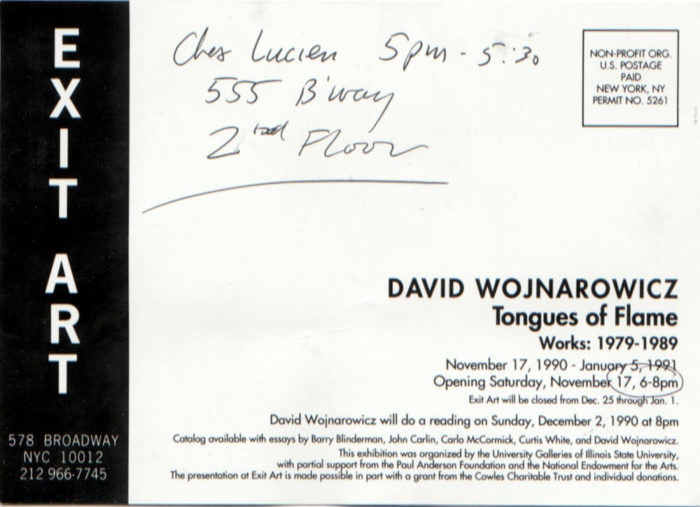 EXIT ART
578 BROADWAY
NYC 10012
212 966-7745
Chez Lucien 5pm - 5:30
555 B'way
2nd Floor
NON-PROFIT ORG.
U.S. POSTAGE
PAID
NEW YORK, NY
PERMIT NO. 5261
DAVID WOJNAROWICZ
Tongues of Flame
Works: 1979-1989
November 17, 1990 - January 5, 1991
Opening Saturday, November 17, 6-8pm
Exit Art will be closed from Dec. 25 through Jan. 1.
David Wojnarowicz will do a reading on Sunday, December 2, 1990 at 8pm
Catalog available with essays by Barry Blinderman, John Carlin, Carlo McCormick, Curtis White, and David Wojnarowicz.
This exhibition was organized by the University Galleries of Illinois State University,
with partial support from the Paul Anderson Foundation and the National Endowment for the Arts.
The presentation at Exit Art is made possible in part with a grant from the Cowles Charitable Trust and individual donations.